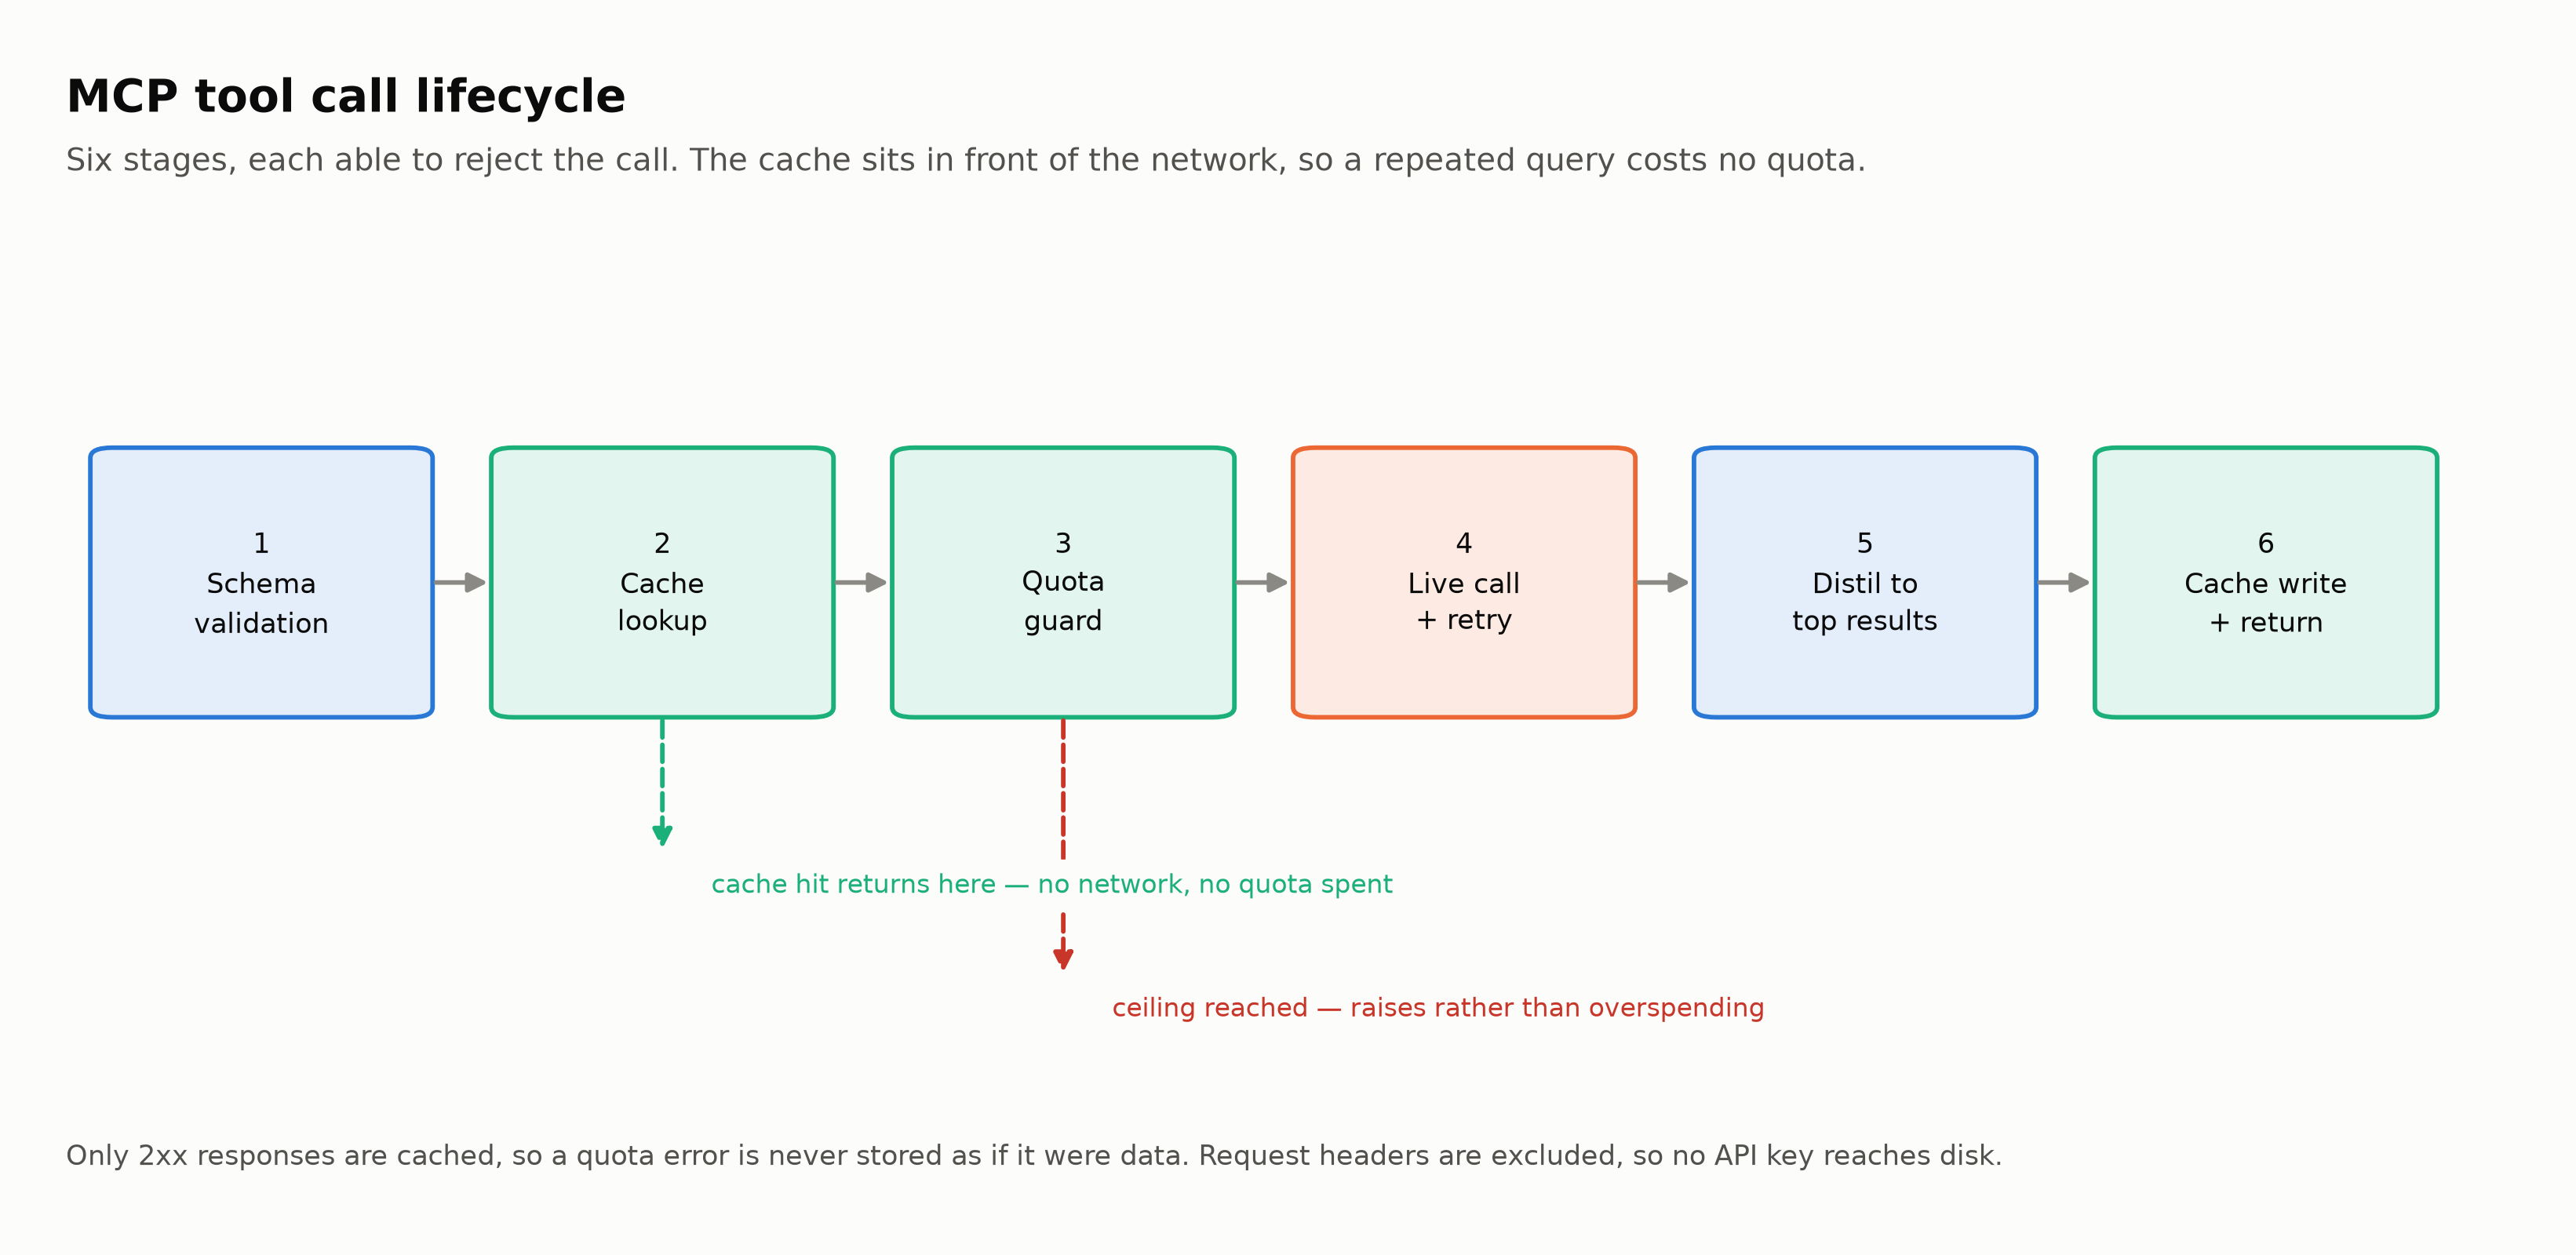 MCP tool call lifecycle
Six stages, each able to reject the call. The cache sits in front of the network, so a repeated query costs no quota.
1
Schema
validation
2
Cache
lookup
3
Quota
guard
4
Live call
+ retry
5
Distil to
top results
6
Cache write
+ return
cache hit returns here — no network, no quota spent
ceiling reached — raises rather than overspending
Only 2xx responses are cached, so a quota error is never stored as if it were data. Request headers are excluded, so no API key reaches disk.